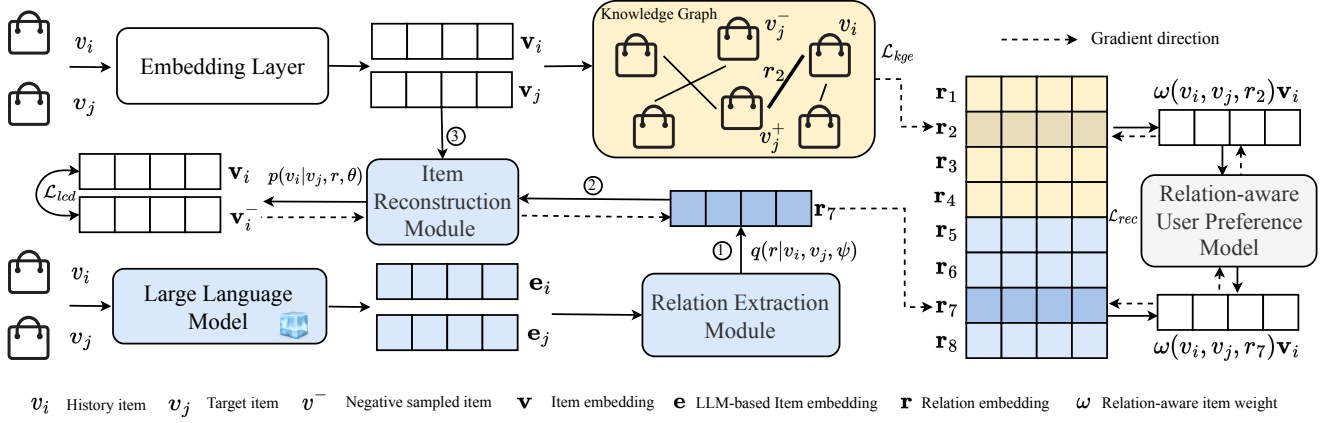 Knowledge Graph
v_i
v_j
Embedding Layer
𝐯_i
𝐯_j
v_j^-
v_i
r_2
v_j^+
ℒ_kge
Gradient direction
𝐫_1
𝐫_2
𝐫_3
𝐫_4
𝐫_5
𝐫_6
𝐫_7
𝐫_8
ω(v_i, v_j, r_2)𝐯_i
Relation-aware
User Preference
Model
ℒ_rec
ω(v_i, v_j, r_7)𝐯_i
③
ℒ_lcd
𝐯_i
𝐯_i^-
p(v_i|v_j, r, θ)
Item
Reconstruction
Module
②
𝐫_7
①
q(r|v_i, v_j, ψ)
v_i
v_j
Large Language
Model
𝐞_i
𝐞_j
Relation Extraction
Module
v_i History item v_j Target item v^- Negative sampled item 𝐯 Item embedding 𝐞 LLM-based Item embedding 𝐫 Relation embedding ω Relation-aware item weight